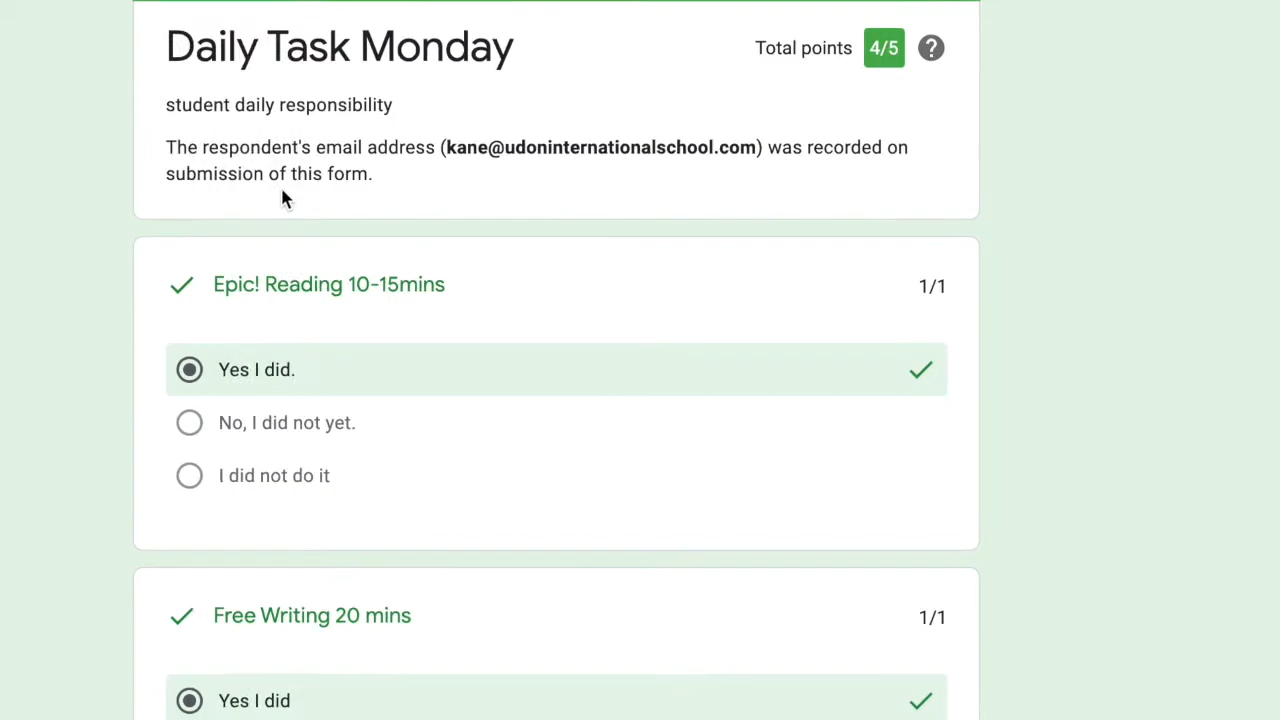 Daily Task Monday
Total points 4/5 ?
student daily responsibility
The respondent's email address (kane@udoninternationalschool.com) was recorded on
submission of this form.
Epic! Reading 10-15mins
1/1
Yes I did.
No, I did not yet.
I did not do it
Free Writing 20 mins
1/1
Yes I did